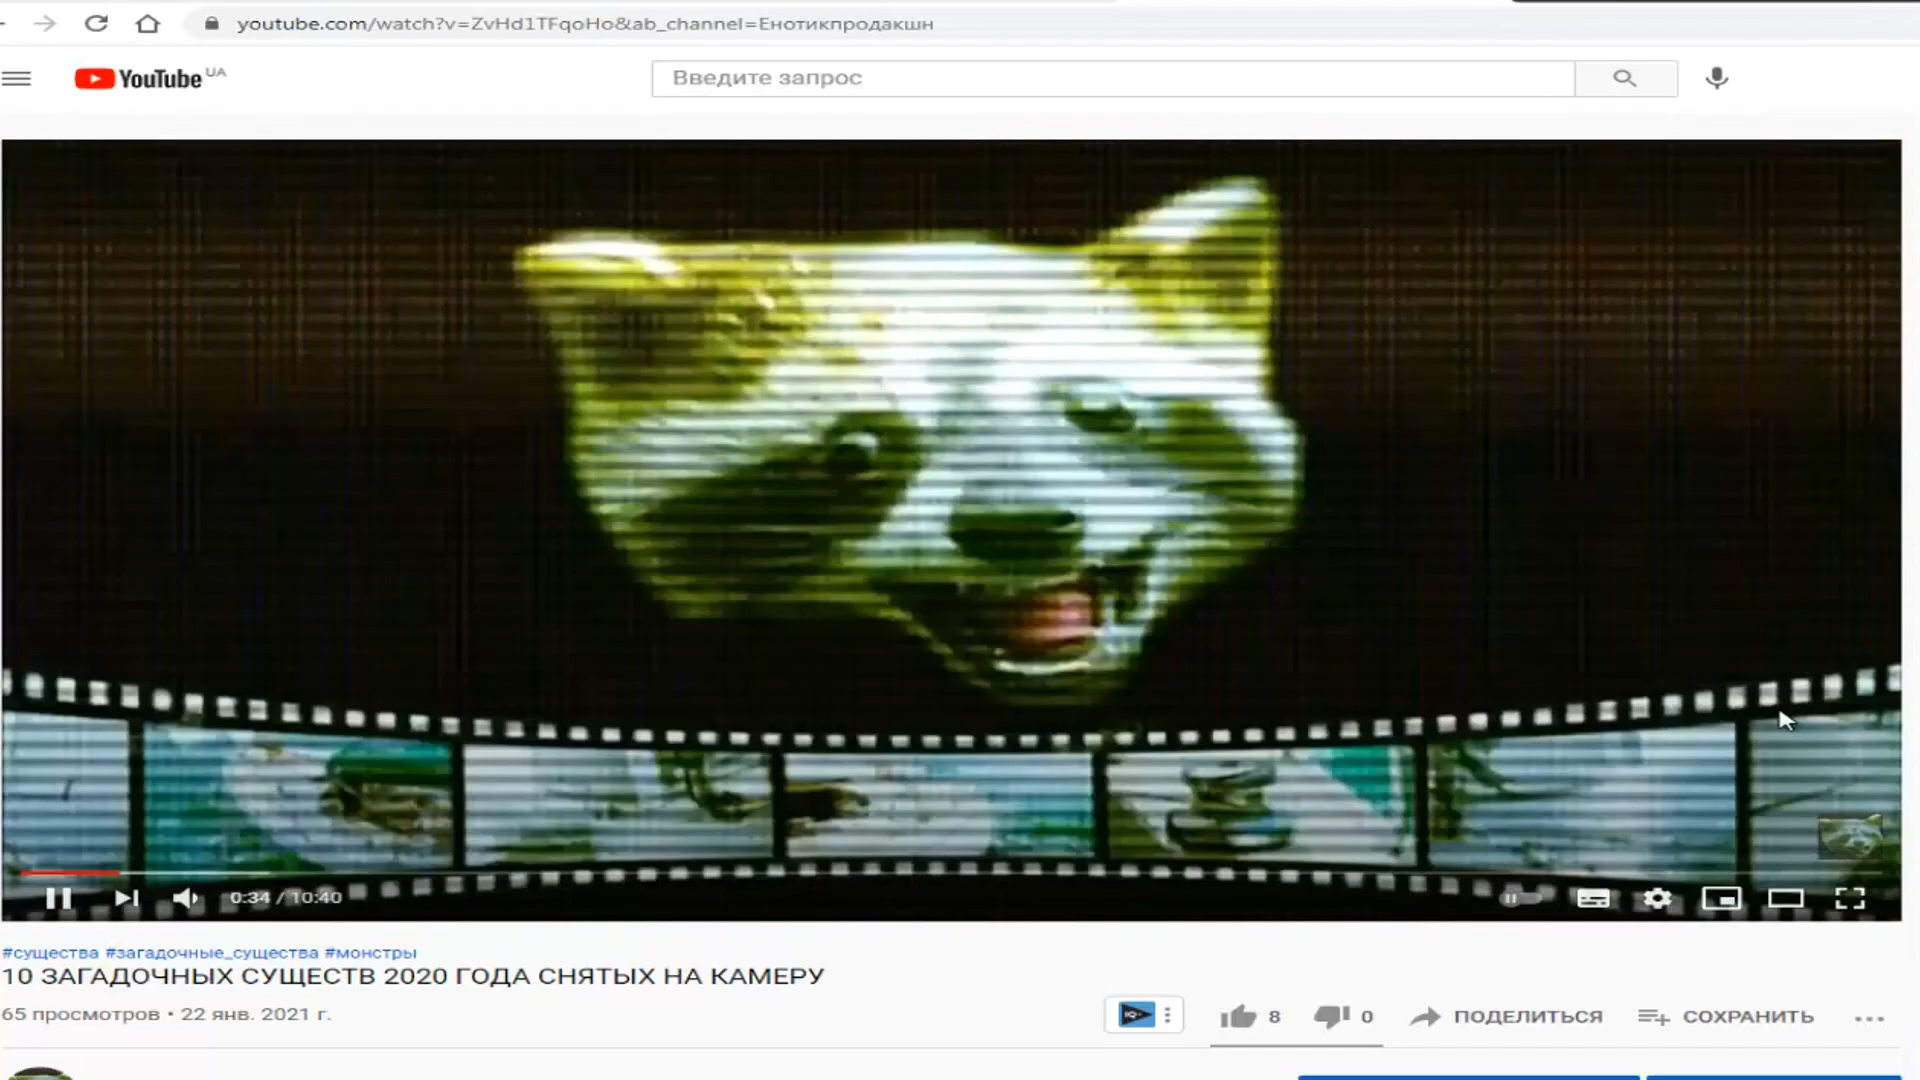 youtube.com/watch?v=ZvHd1TFqoHo&ab_channel=Енотикпродакшн
YouTube UA
Введите запрос
0:34 / 10:40
#существа #загадочные_существа #монстры
10 ЗАГАДОЧНЫХ СУЩЕСТВ 2020 ГОДА СНЯТЫХ НА КАМЕРУ
65 просмотров • 22 янв. 2021 г.
8
0
ПОДЕЛИТЬСЯ
СОХРАНИТЬ